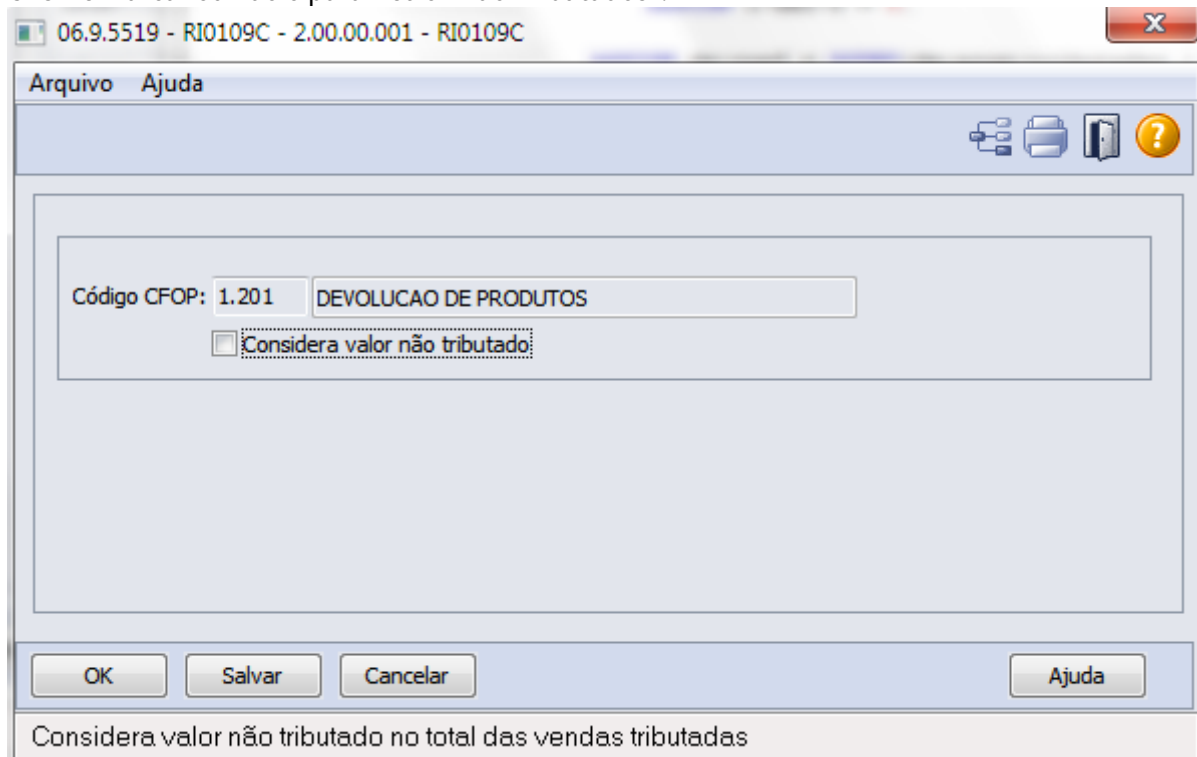 06.9.5519 - RI0109C - 2.00.00.001 - RI0109C
Arquivo Ajuda
Código CFOP: 1.201 DEVOLUCAO DE PRODUTOS
Considera valor não tributado
OK Salvar Cancelar Ajuda
Considera valor não tributado no total das vendas tributadas